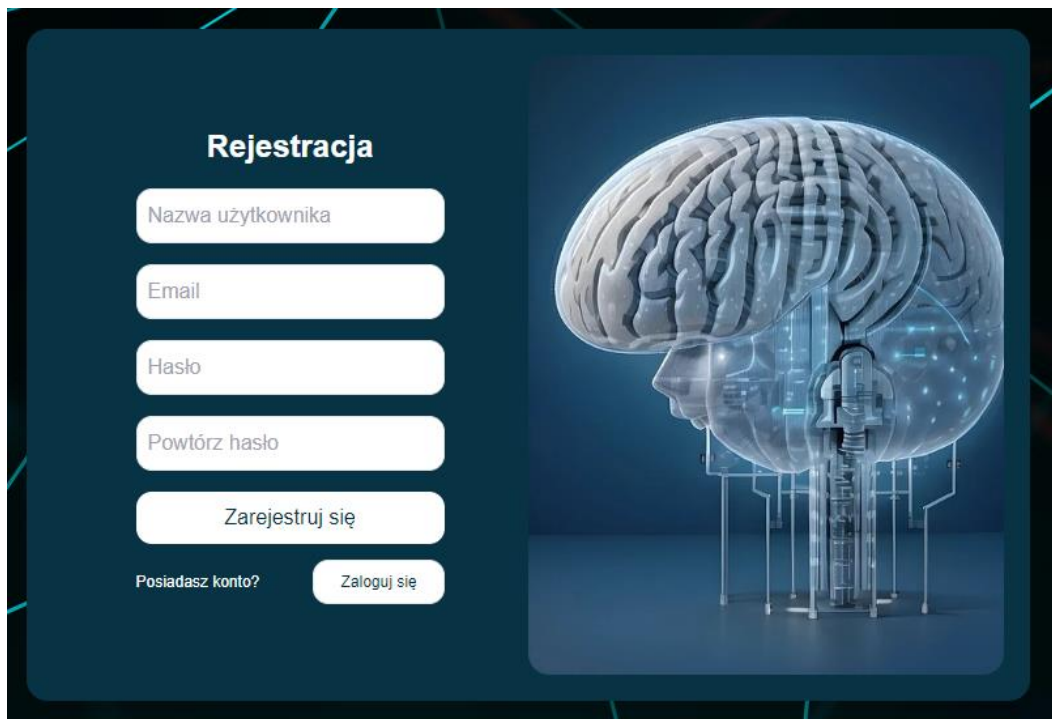 Rejestracja
Nazwa użytkownika
Email
Hasło
Powtórz hasło
Zarejestruj się
Posiadasz konto? Zaloguj się